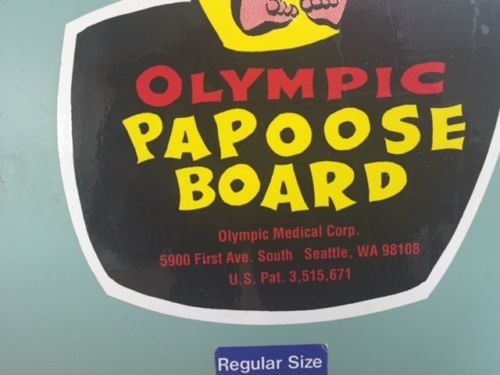 OLYMPIC
PAPOOSE
BOARD
Olympic Medical Corp.
5900 First Ave. South Seattle, WA 98108
U.S. Pat. 3,515,671
Regular Size